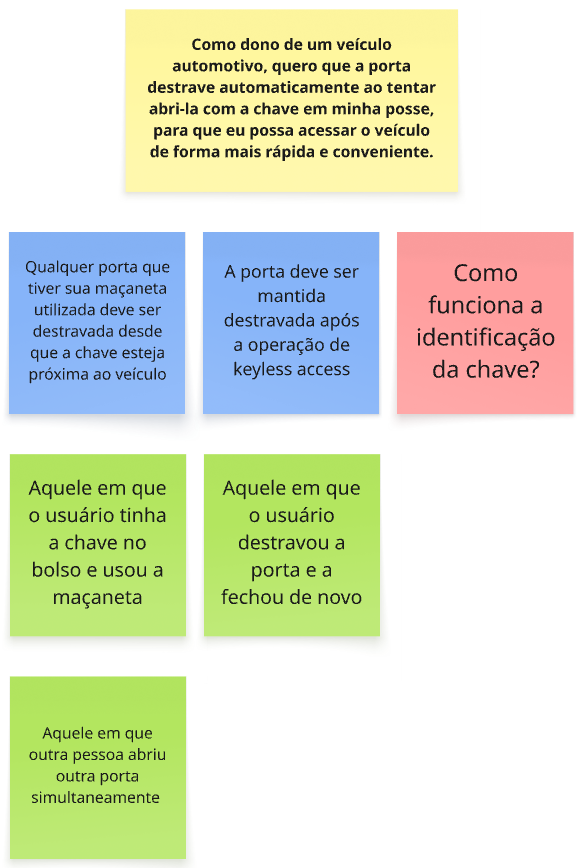 Como dono de um veículo
automotivo, quero que a porta
destrave automaticamente ao tentar
abri-la com a chave em minha posse,
para que eu possa acessar o veículo
de forma mais rápida e conveniente.
Qualquer porta que
tiver sua maçaneta
utilizada deve ser
destravada desde
que a chave esteja
próxima ao veículo
A porta deve ser
mantida
destravada após
a operação de
keyless access
Como
funciona a
identificação
da chave?
Aquele em que
o usuário tinha
a chave no
bolso e usou a
maçaneta
Aquele em que
o usuário
destravou a
porta e a
fechou de novo
Aquele em que
outra pessoa abriu
outra porta
simultaneamente